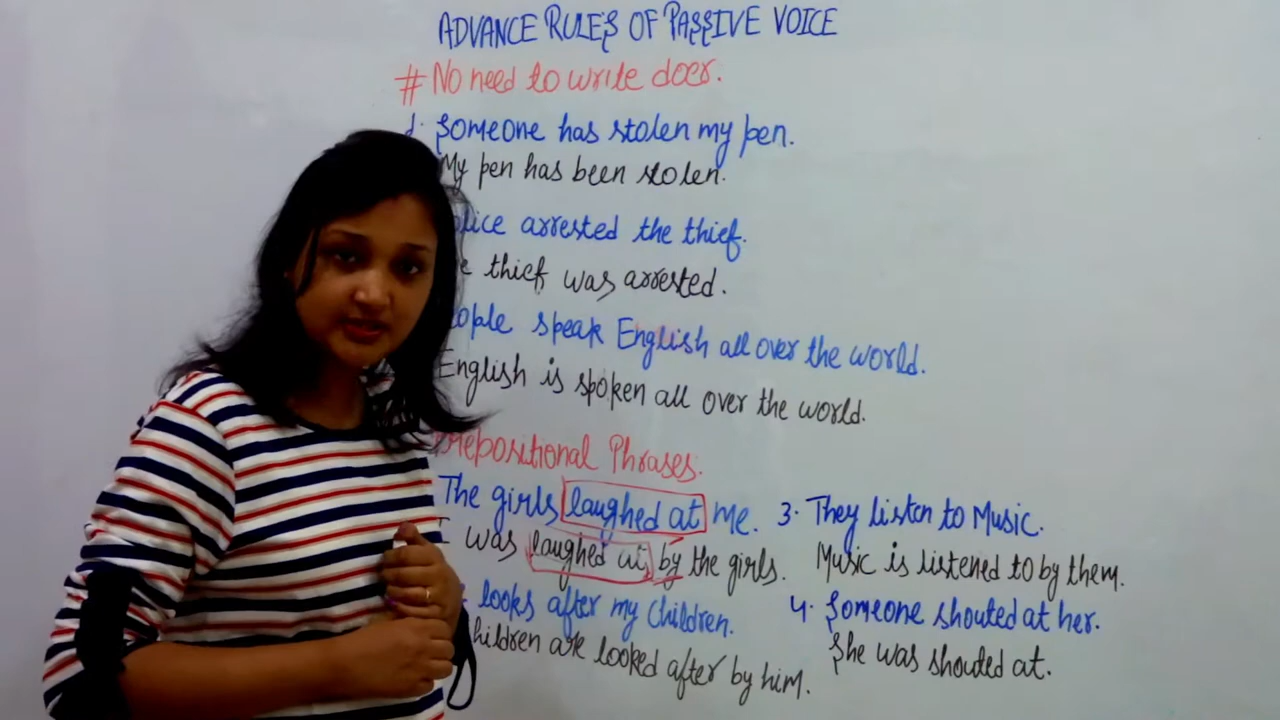 ADVANCE RULES OF PASSIVE VOICE
# No need to write doer.
1. Someone has stolen my pen.
My pen has been stolen.
arrested the thief.
thief was arrested.
speak English all over the world.
English is spoken all over the world.
Prepositional Phrases.
The girls laughed at me.
I was laughed at by the girls.
looks after my children.
are looked after by him.
3. They listen to Music.
Music is listened to by them.
4. Someone shouted at her.
She was shouted at.